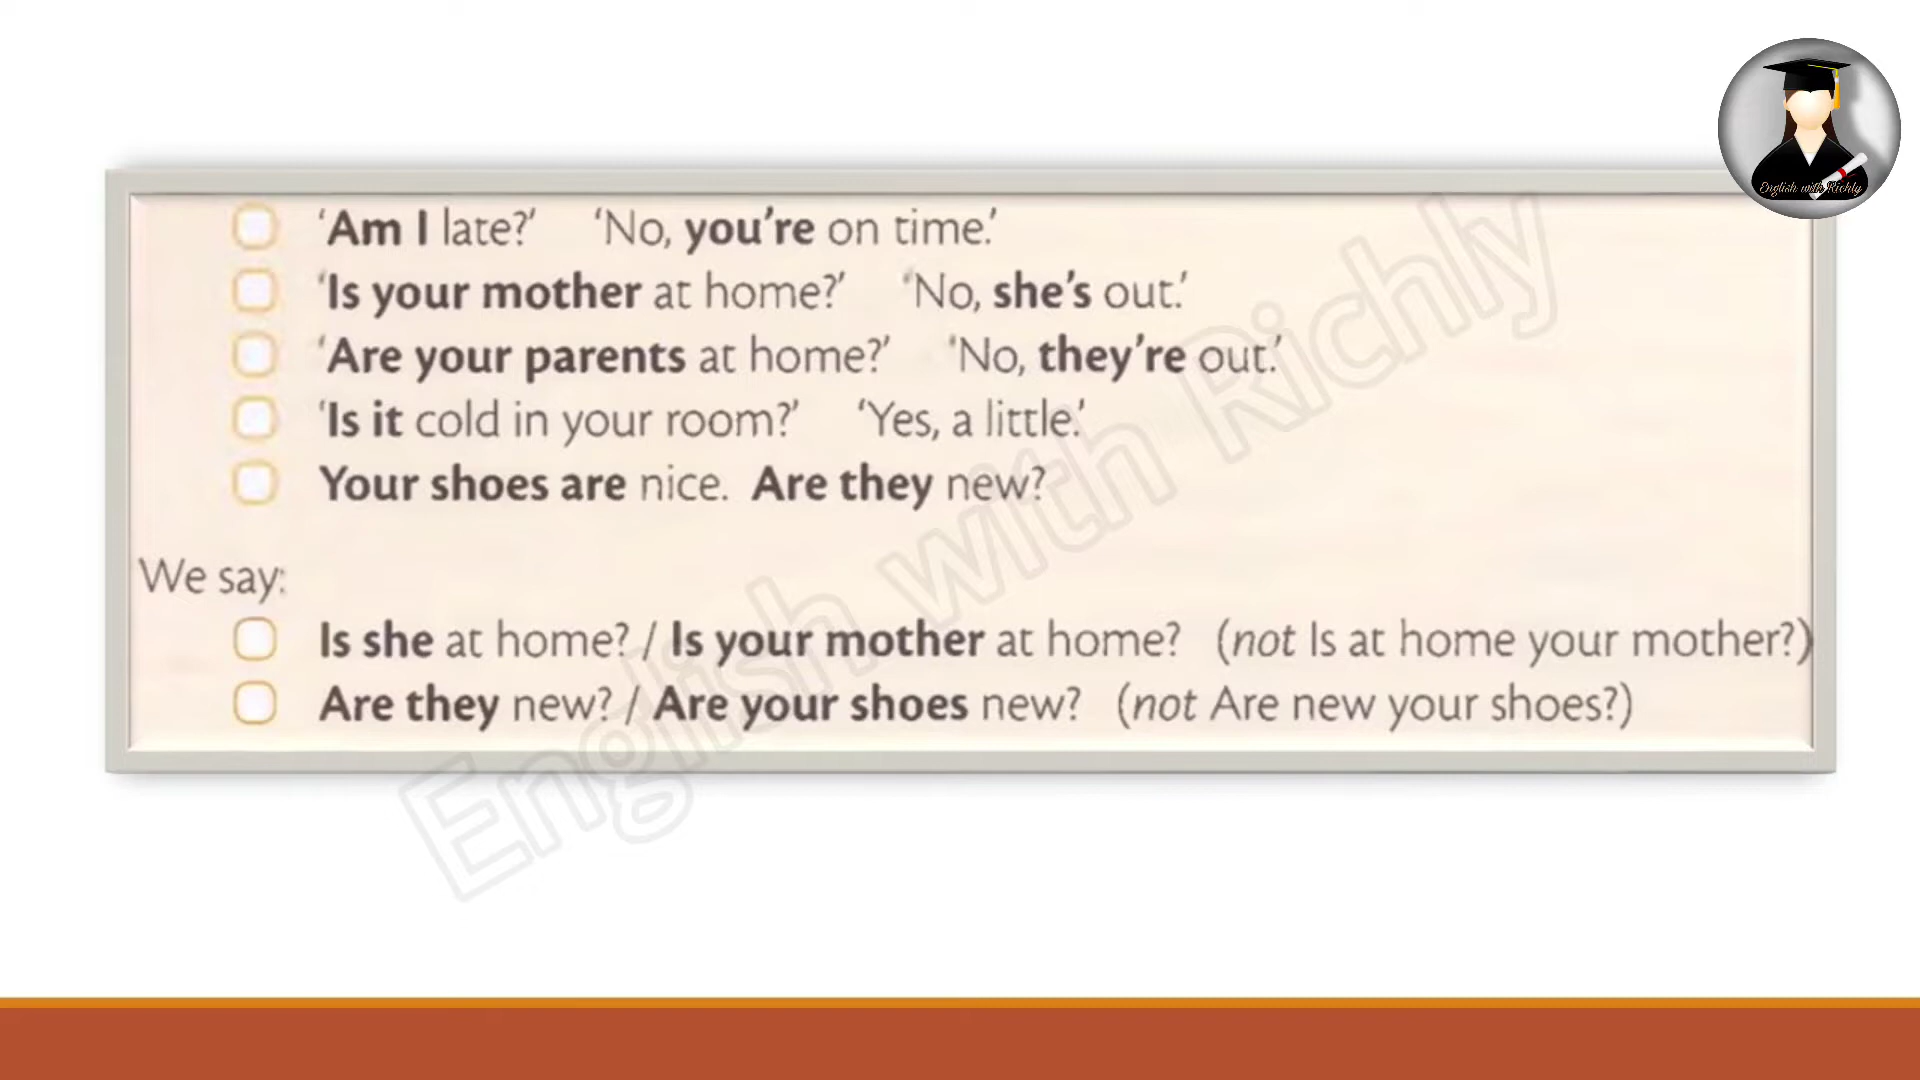 English with Richly
‘Am I late?’ ‘No, you’re on time.’
‘Is your mother at home?’ ‘No, she’s out.’
‘Are your parents at home?’ ‘No, they’re out.’
‘Is it cold in your room?’ ‘Yes, a little.’
Your shoes are nice. Are they new?
We say:
Is she at home? / Is your mother at home? (not Is at home your mother?)
Are they new? / Are your shoes new? (not Are new your shoes?)
English with Richly